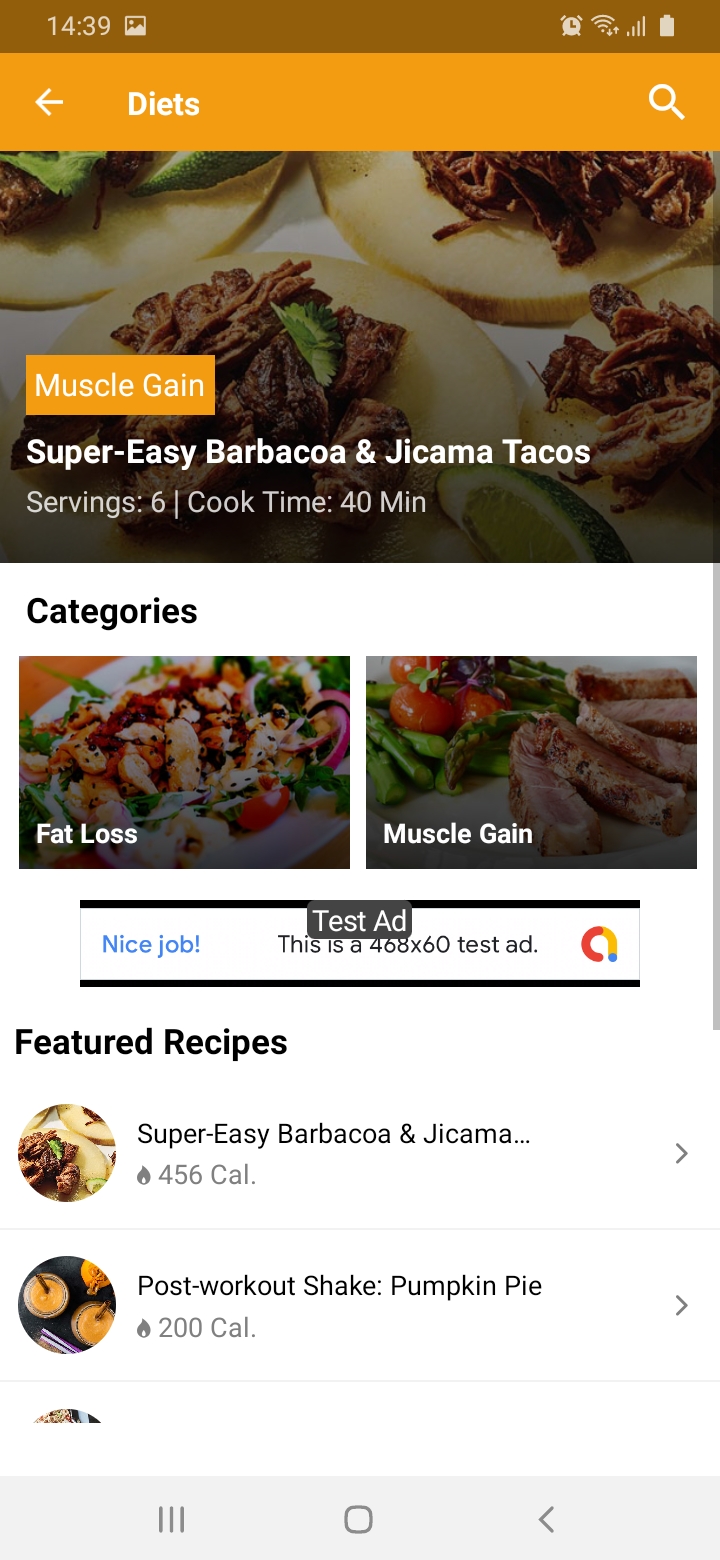 14:39
Diets
Muscle Gain
Super-Easy Barbacoa & Jicama Tacos
Servings: 6 | Cook Time: 40 Min
Categories
Fat Loss
Muscle Gain
Test Ad
Nice job!
This is a 468x60 test ad.
Featured Recipes
Super-Easy Barbacoa & Jicama...
456 Cal.
Post-workout Shake: Pumpkin Pie
200 Cal.